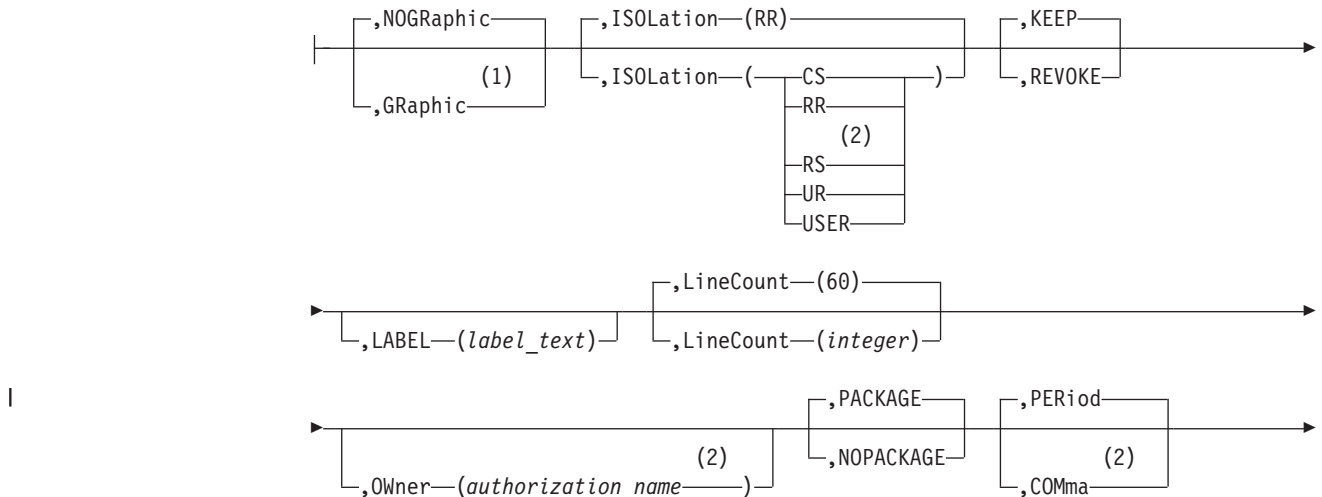 ,NOGRaphic ,ISOLation (RR) ,KEEP
(1) ,ISOLation ( CS ) ,REVOKE
,GRaphic RR
(2)
RS
UR
USER
,LineCount (60)
,LABEL (label_text) ,LineCount (integer)
| ,PACKAGE ,PERiod
(2) ,NOPACKAGE (2)
,OWner (authorization name ) ,COMma